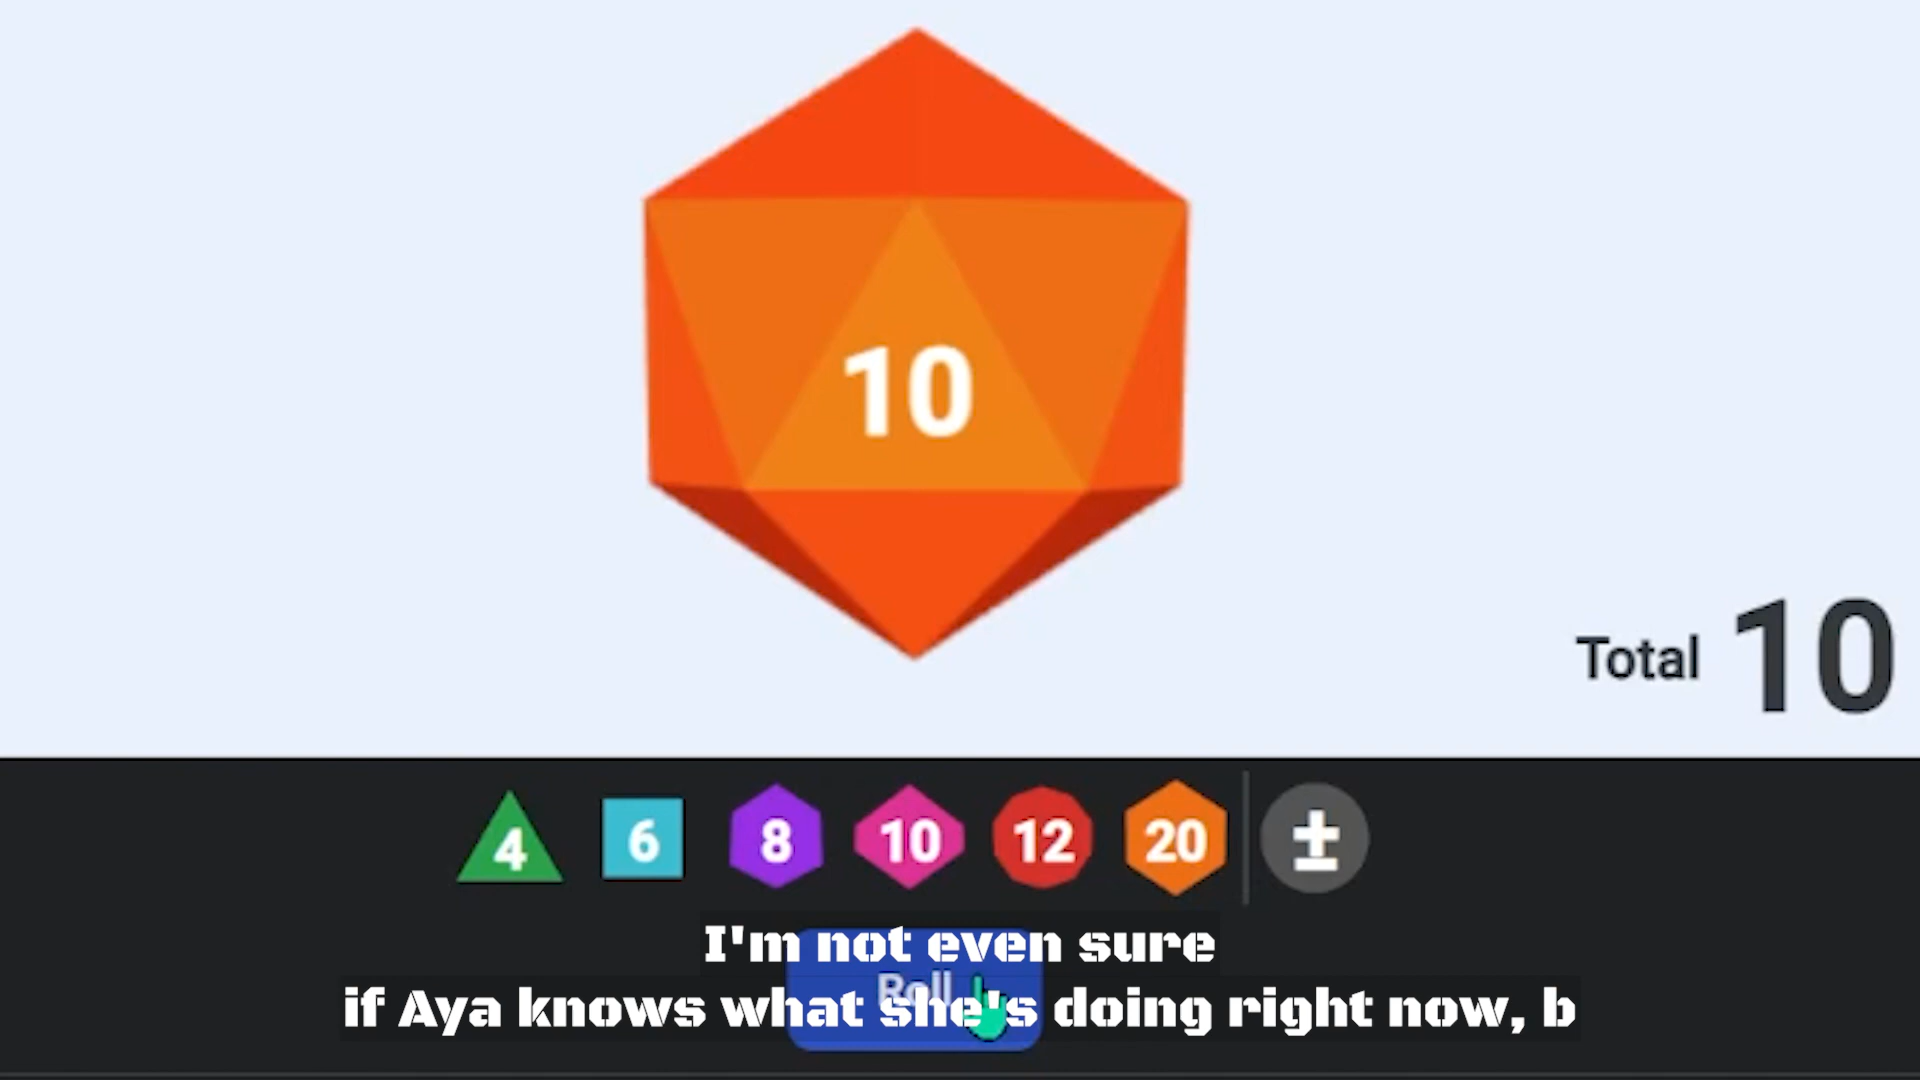 10
Total 10
4 6 8 10 12 20 ±
Roll
I'm not even sure
if Aya knows what she's doing right now, b